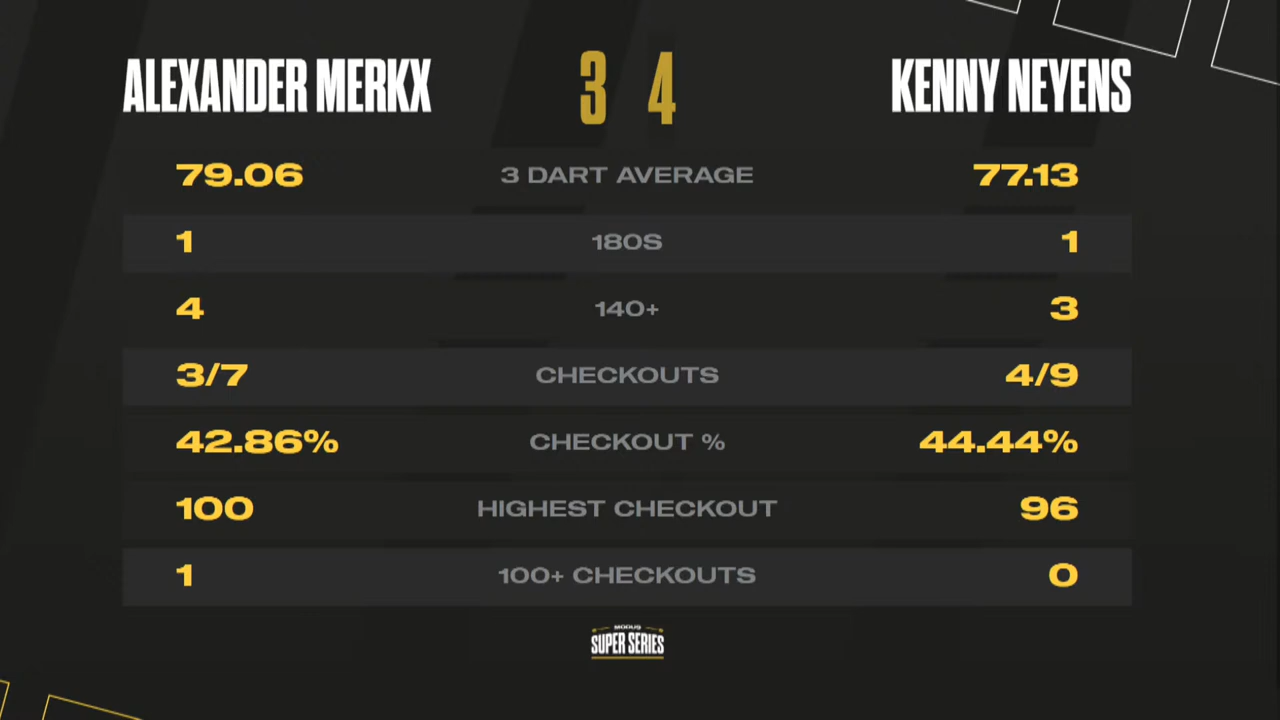 ALEXANDER MERKX 3 4 KENNY NEYENS
79.06 3 DART AVERAGE 77.13
1 180S 1
4 140+ 3
3/7 CHECKOUTS 4/9
42.86% CHECKOUT % 44.44%
100 HIGHEST CHECKOUT 96
1 100+ CHECKOUTS 0
MODUS
SUPER SERIES